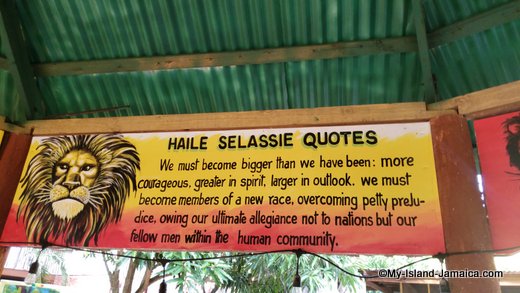 HAILE SELASSIE QUOTES
We must become bigger than we have been: more
courageous. greater in spirit, larger in outlook. we must
become members of a new race, overcoming petty preju-
dice, owing our ultimate allegiance not to nations but our
fellow men within the human community.
©My-Island-Jamaica.com